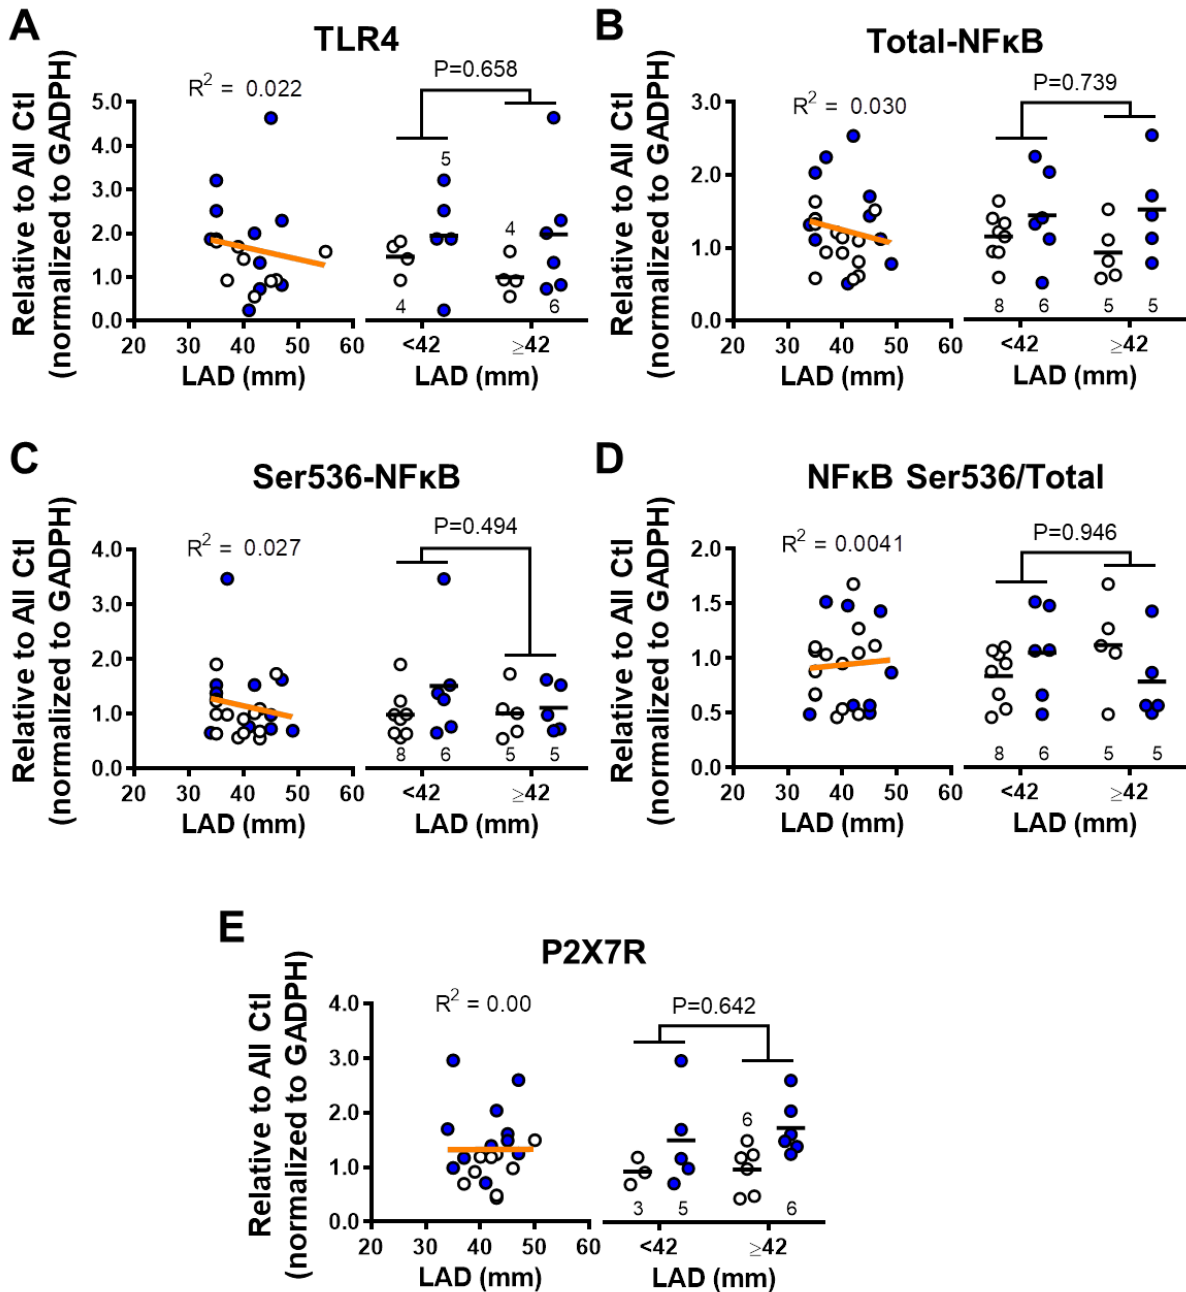 A
TLR4
R2 = 0.022
P=0.658
Relative to All Ctl
(normalized to GADPH)
5.0
4.0
3.0
2.0
1.0
0.0
5
4
4
6
20 30 40 50 60
<42 ≥42
LAD (mm) LAD (mm)
B
Total-NFκB
R2 = 0.030
P=0.739
Relative to All Ctl
(normalized to GADPH)
3.0
2.0
1.0
0.0
8 6 5 5
20 30 40 50 60
<42 ≥42
LAD (mm) LAD (mm)
C
Ser536-NFκB
R2 = 0.027
P=0.494
Relative to All Ctl
(normalized to GADPH)
4.0
3.0
2.0
1.0
0.0
8 6 5 5
20 30 40 50 60
<42 ≥42
LAD (mm) LAD (mm)
D
NFκB Ser536/Total
R2 = 0.0041
P=0.946
Relative to All Ctl
(normalized to GADPH)
2.0
1.5
1.0
0.5
0.0
8 6 5 5
20 30 40 50 60
<42 ≥42
LAD (mm) LAD (mm)
E
P2X7R
R2 = 0.00
P=0.642
Relative to All Ctl
(normalized to GADPH)
4.0
3.0
2.0
1.0
0.0
6
3 5 6
20 30 40 50 60
<42 ≥42
LAD (mm) LAD (mm)